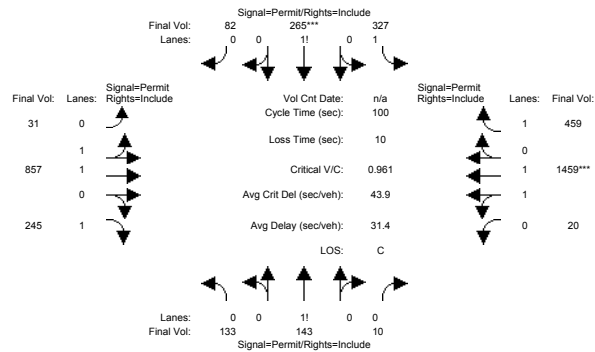 Signal=Permit/Rights=Include
Final Vol: 82 265*** 327
Lanes: 0 0 1! 0 1
Signal=Permit Signal=Permit
Final Vol: Lanes: Rights=Include Vol Cnt Date: n/a Rights=Include Lanes: Final Vol:
Cycle Time (sec): 100
31 0 1 459
Loss Time (sec): 10
1 0
857 1 Critical V/C: 0.961 1 1459***
0 Avg Crit Del (sec/veh): 43.9 1
245 1 Avg Delay (sec/veh): 31.4 0 20
LOS: C
Lanes: 0 0 1! 0 0
Final Vol: 133 143 10
Signal=Permit/Rights=Include